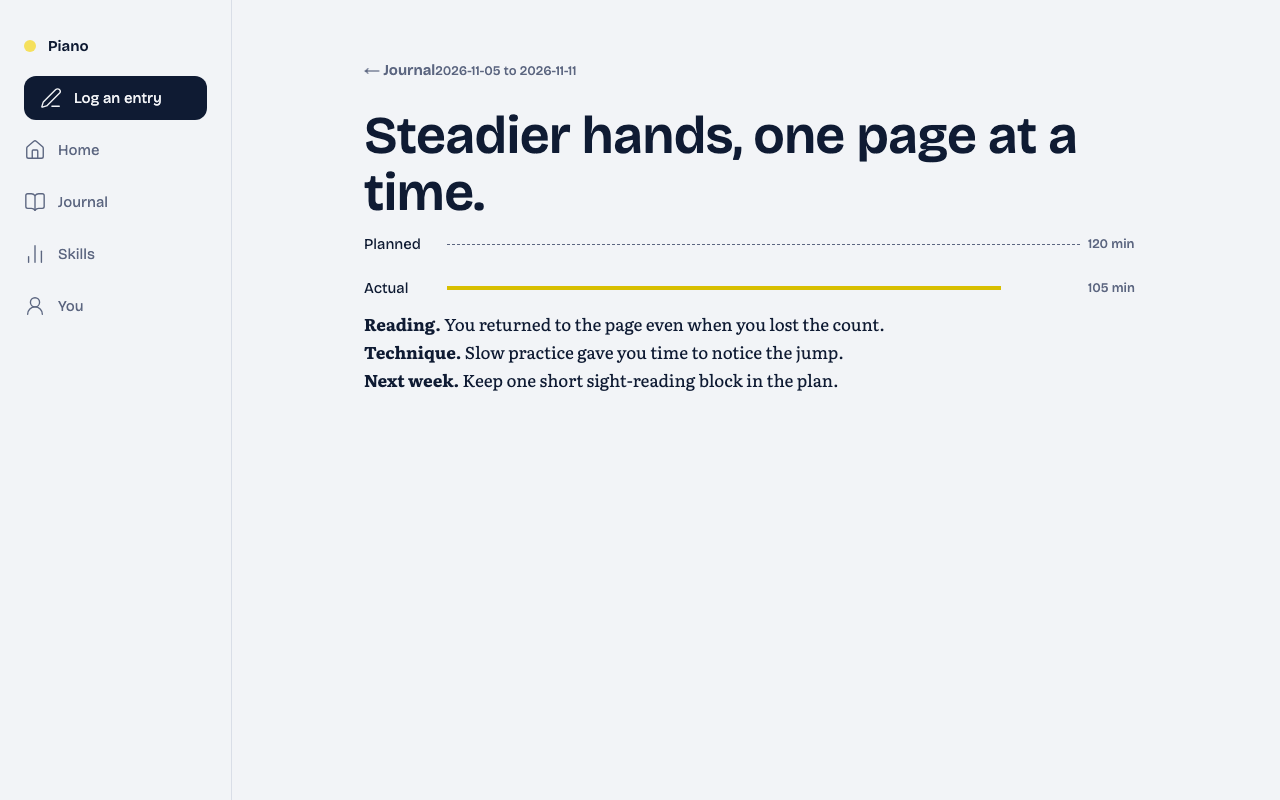 Piano
Log an entry
Home
Journal
Skills
You
← Journal2026-11-05 to 2026-11-11
Steadier hands, one page at a
time.
Planned 120 min
Actual 105 min
Reading. You returned to the page even when you lost the count.
Technique. Slow practice gave you time to notice the jump.
Next week. Keep one short sight-reading block in the plan.